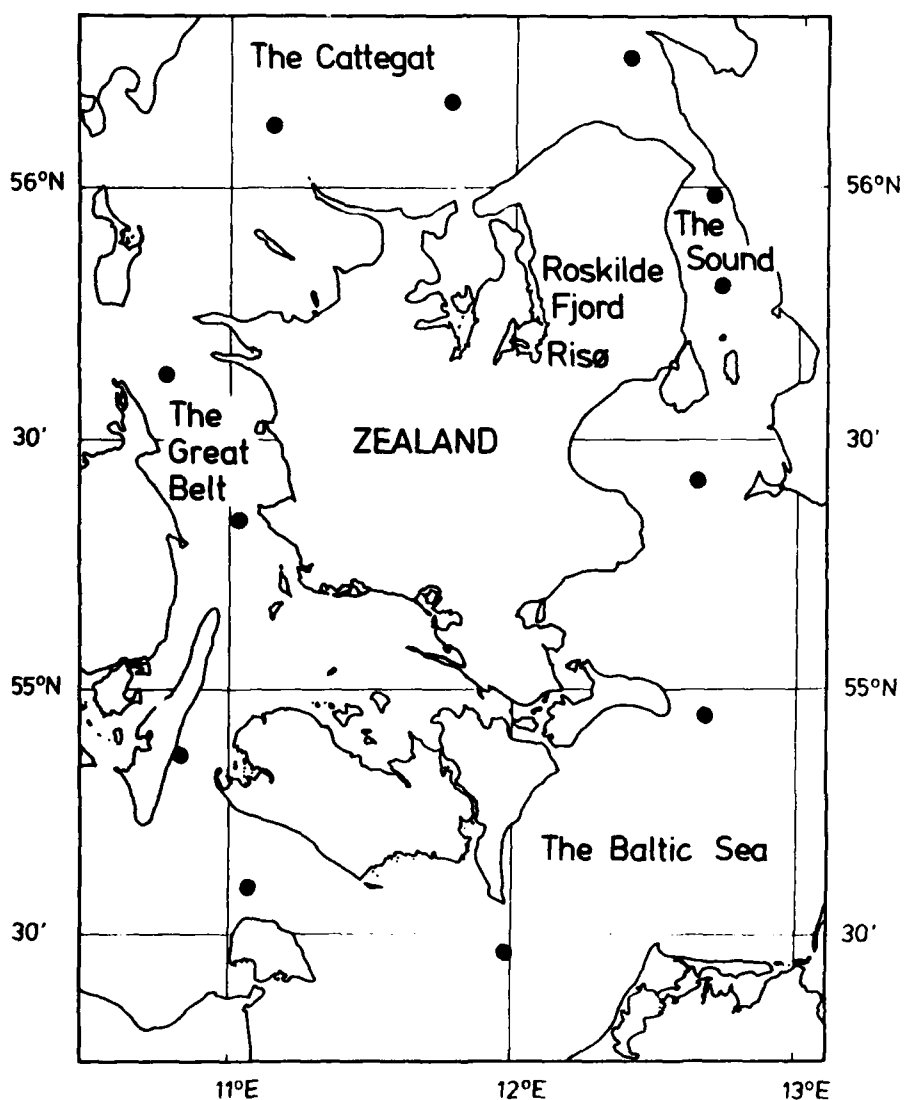 The Cattegat
56°N
56°N
The
Sound
Roskilde
Fjord
Risø
The
Great
Belt
30'
ZEALAND
30'
55°N
55°N
The Baltic Sea
30'
30'
11°E
12°E
13°E